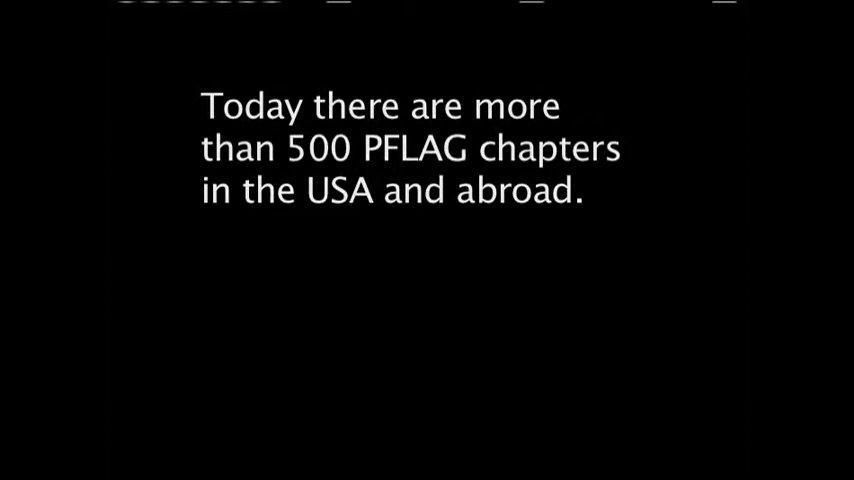 Today there are more
than 500 PFLAG chapters
in the USA and abroad.